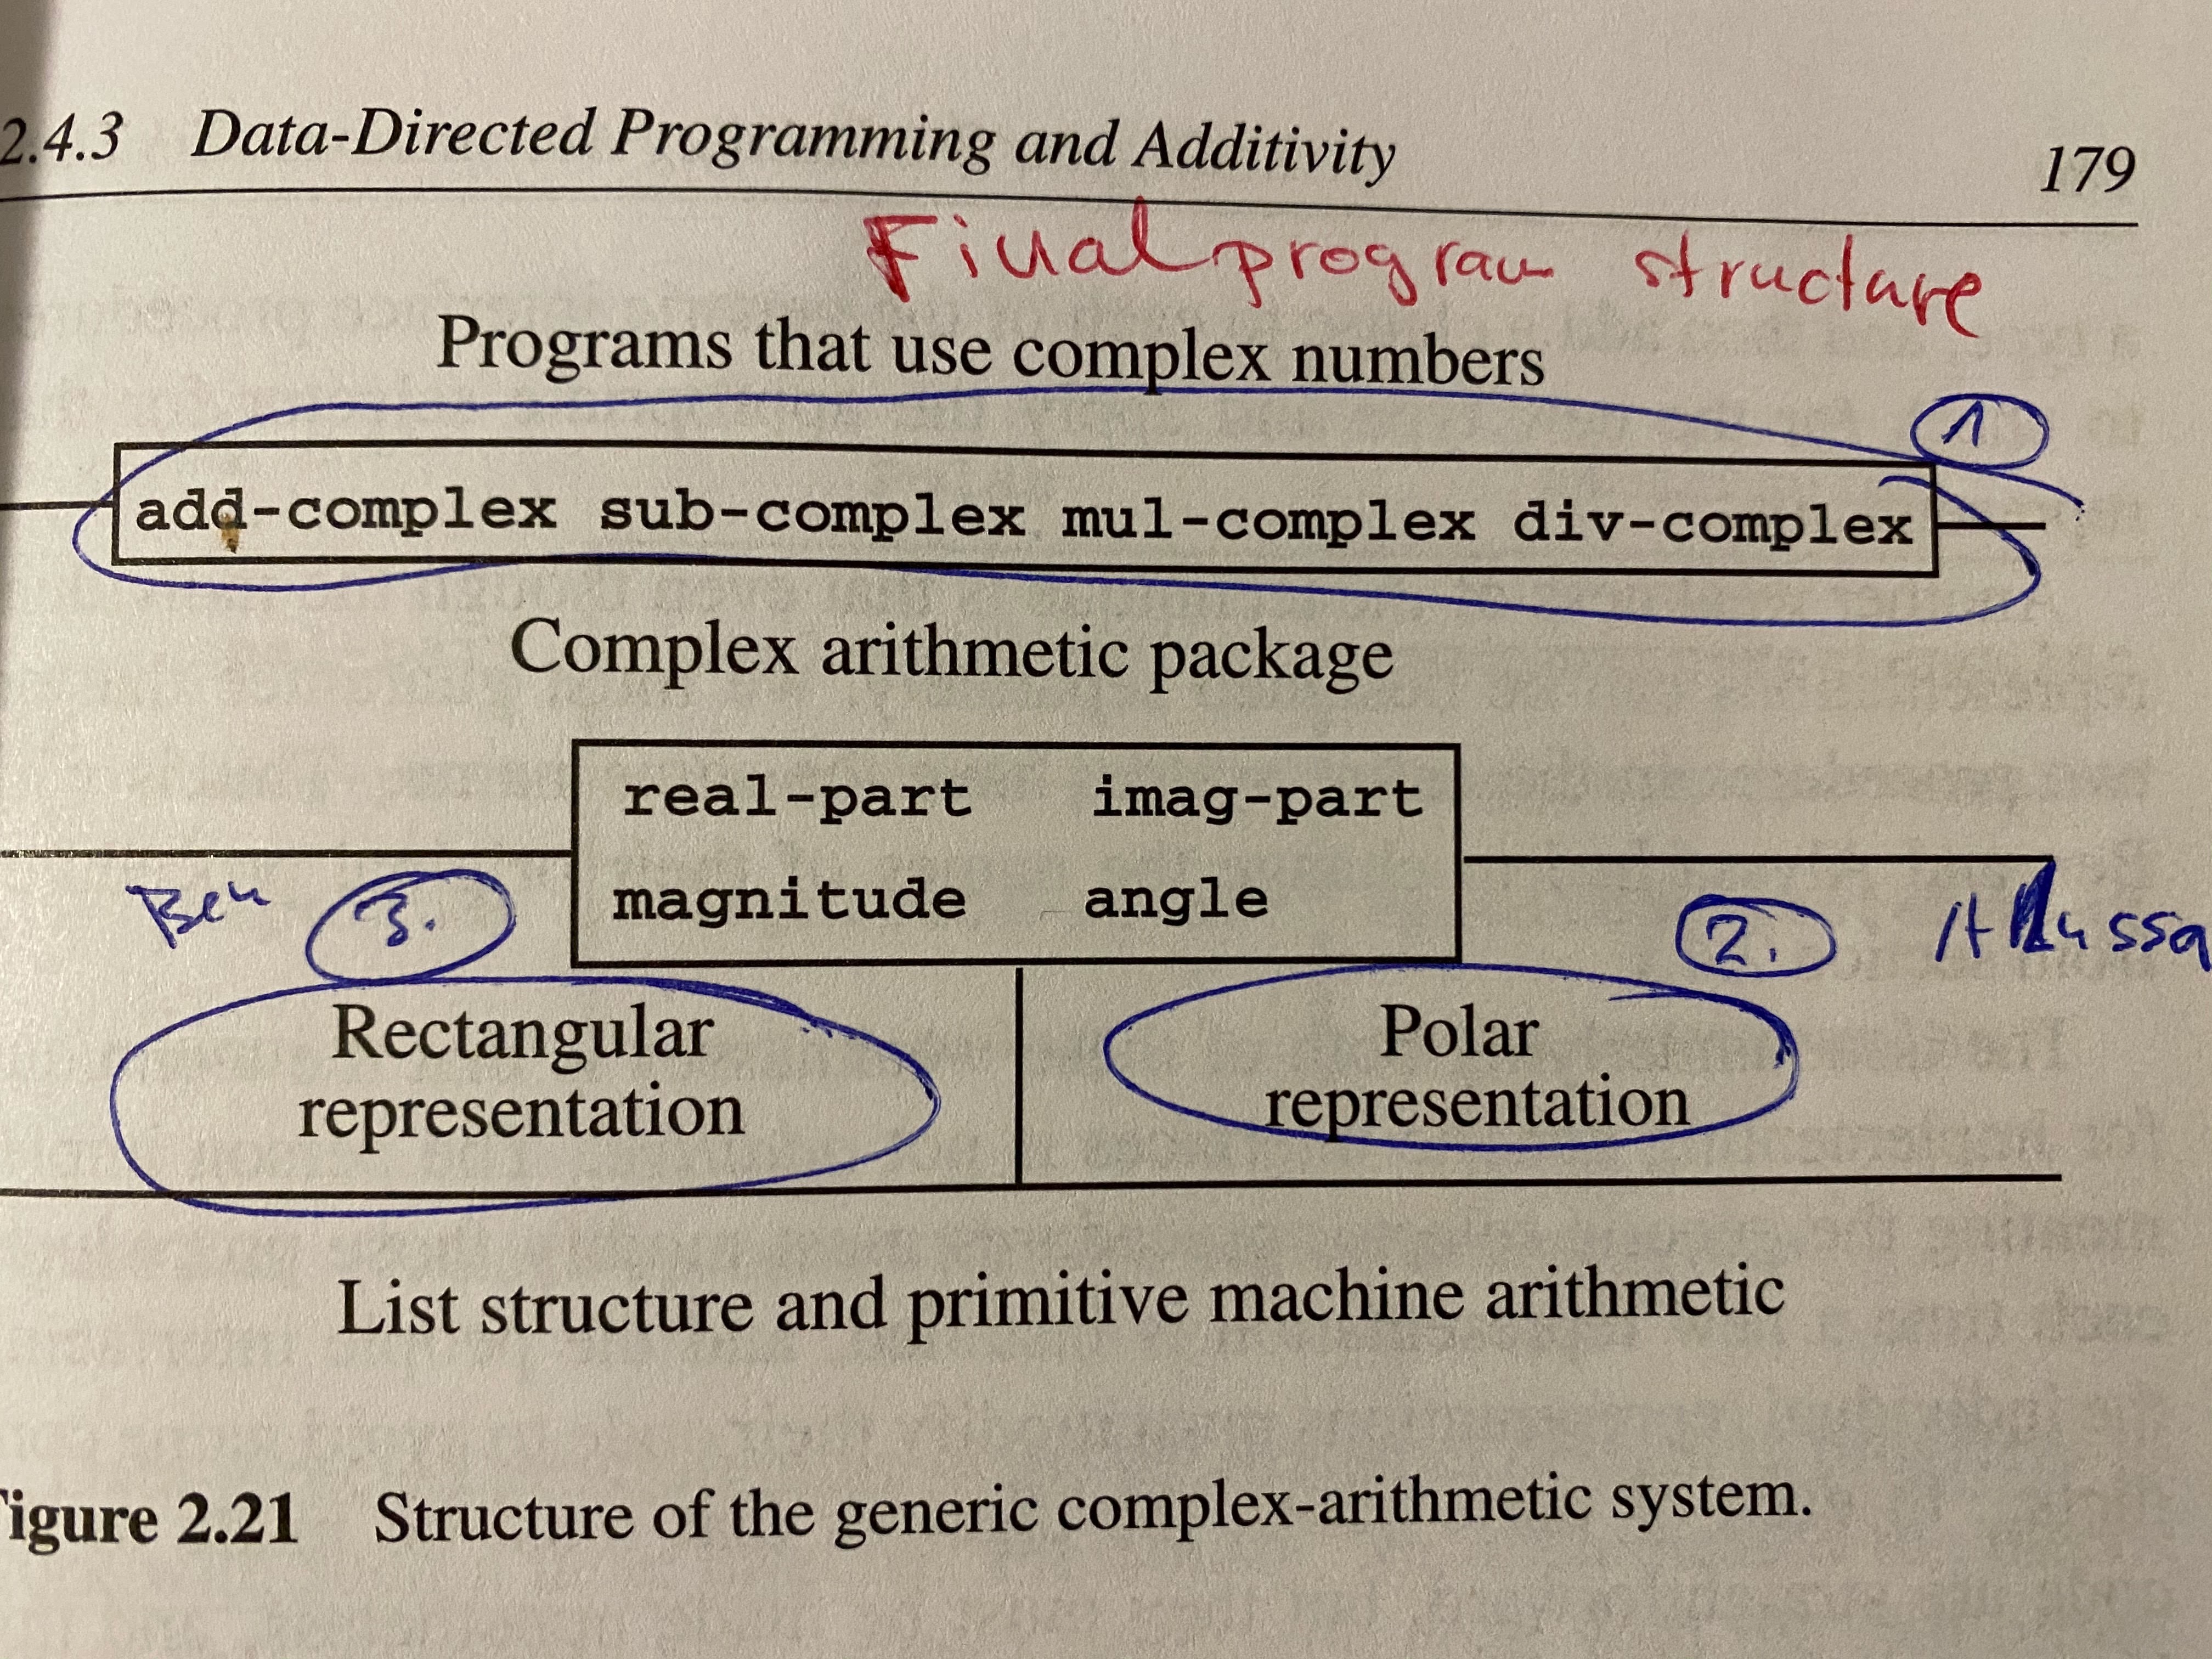 2.4.3 Data-Directed Programming and Additivity 179
Final program structure
Programs that use complex numbers
1
add-complex sub-complex mul-complex div-complex
Complex arithmetic package
real-part imag-part
magnitude angle
Ben 3. 2.
Rectangular Polar
representation representation
List structure and primitive machine arithmetic
igure 2.21 Structure of the generic complex-arithmetic system.